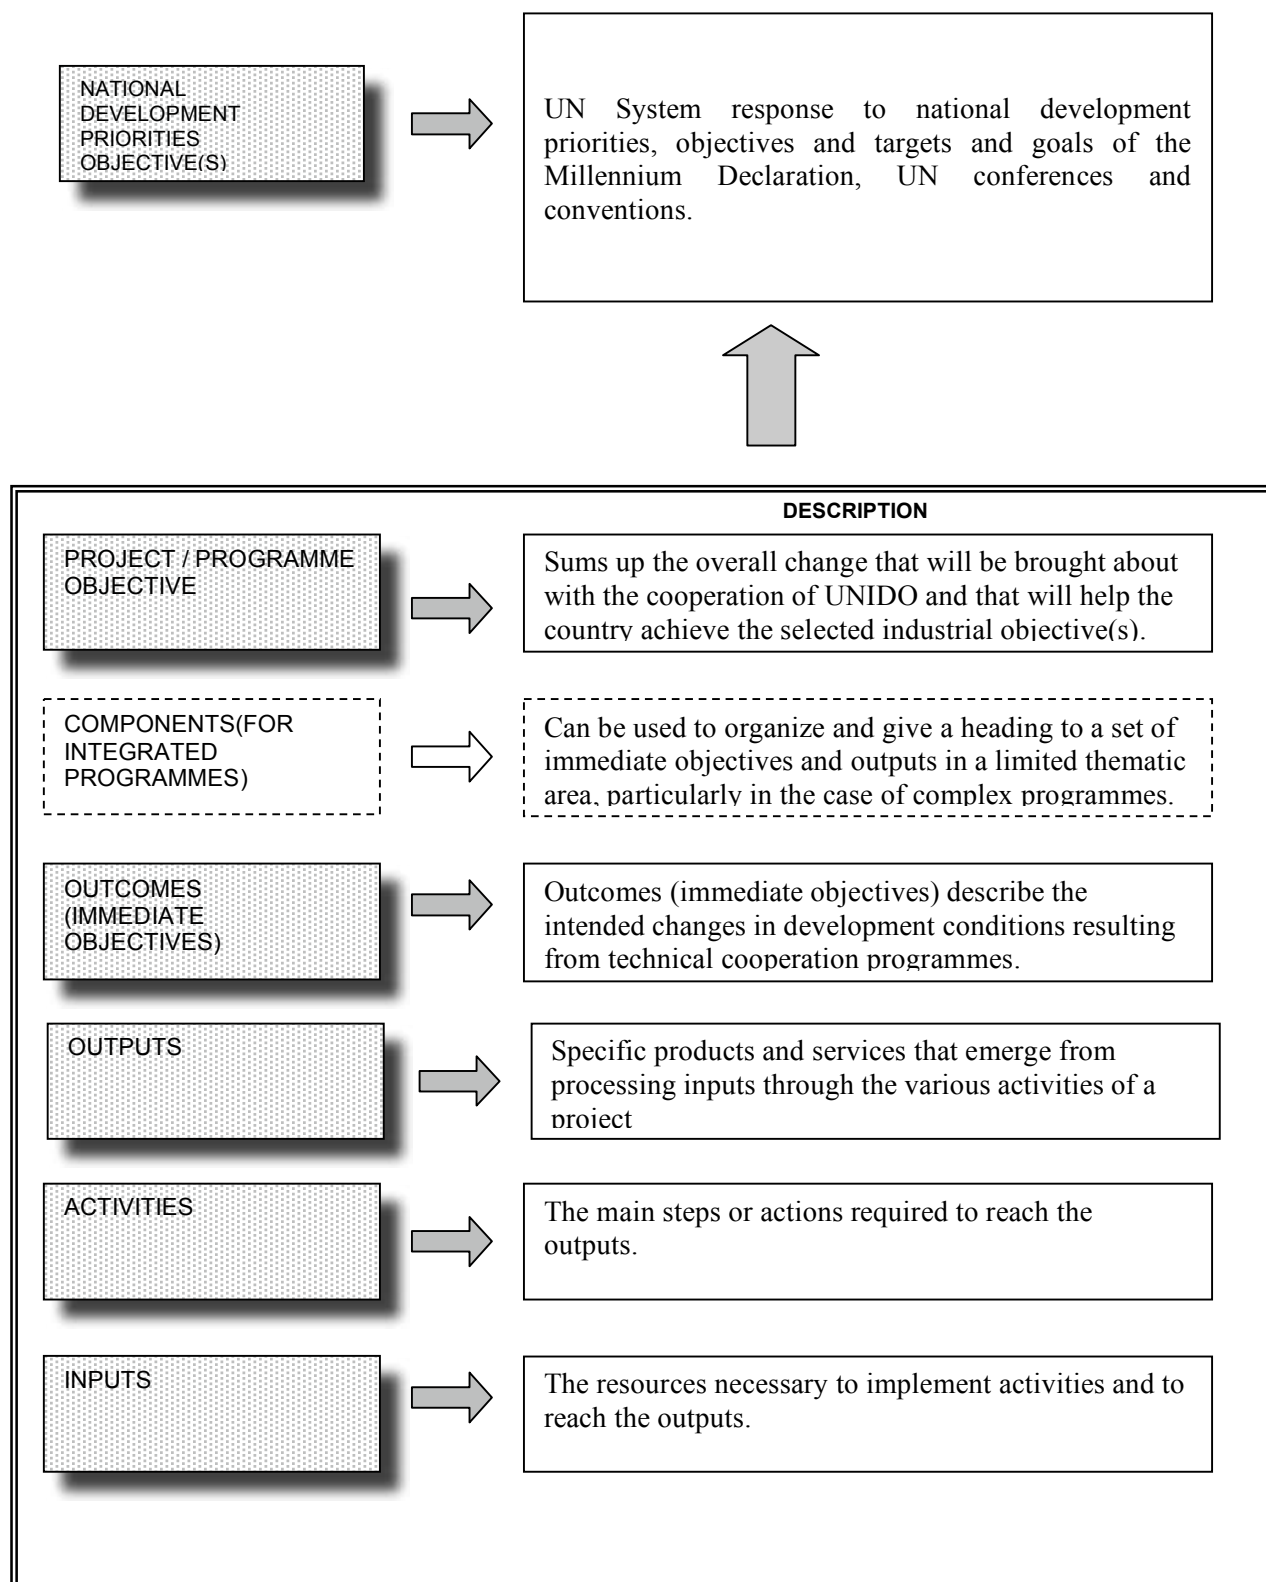 NATIONAL
DEVELOPMENT
PRIORITIES
OBJECTIVE(S)
UN System response to national development
priorities, objectives and targets and goals of the
Millennium Declaration, UN conferences and
conventions.
DESCRIPTION
PROJECT / PROGRAMME
OBJECTIVE
Sums up the overall change that will be brought about
with the cooperation of UNIDO and that will help the
country achieve the selected industrial objective(s).
COMPONENTS(FOR
INTEGRATED
PROGRAMMES)
Can be used to organize and give a heading to a set of
immediate objectives and outputs in a limited thematic
area, particularly in the case of complex programmes.
OUTCOMES
(IMMEDIATE
OBJECTIVES)
Outcomes (immediate objectives) describe the
intended changes in development conditions resulting
from technical cooperation programmes.
OUTPUTS
Specific products and services that emerge from
processing inputs through the various activities of a
project
ACTIVITIES
The main steps or actions required to reach the
outputs.
INPUTS
The resources necessary to implement activities and to
reach the outputs.